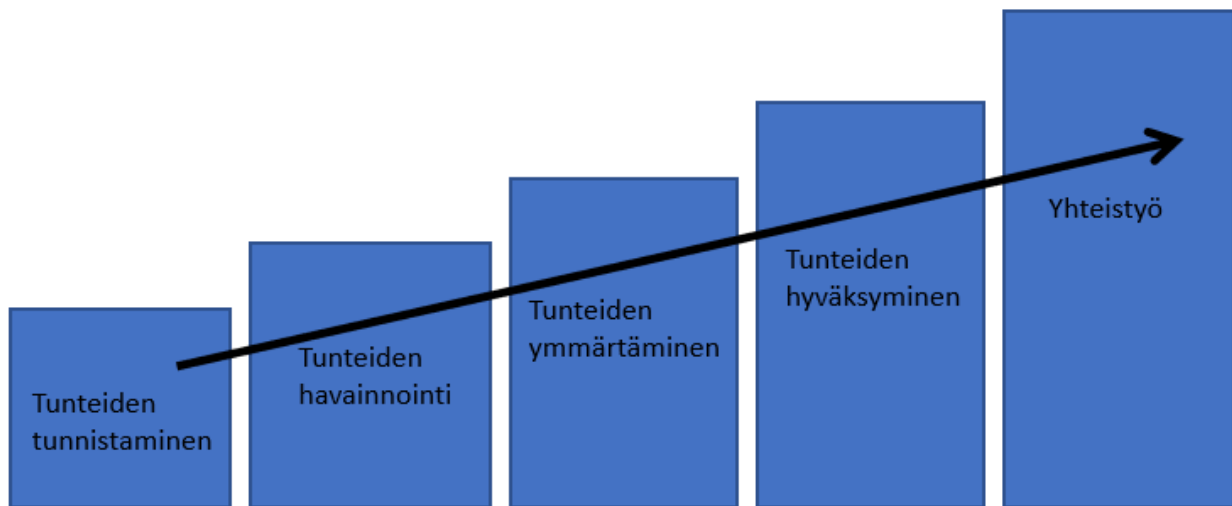 Tunteiden
tunnistaminen
Tunteiden
havainnointi
Tunteiden
ymmärtäminen
Tunteiden
hyväksyminen
Yhteistyö